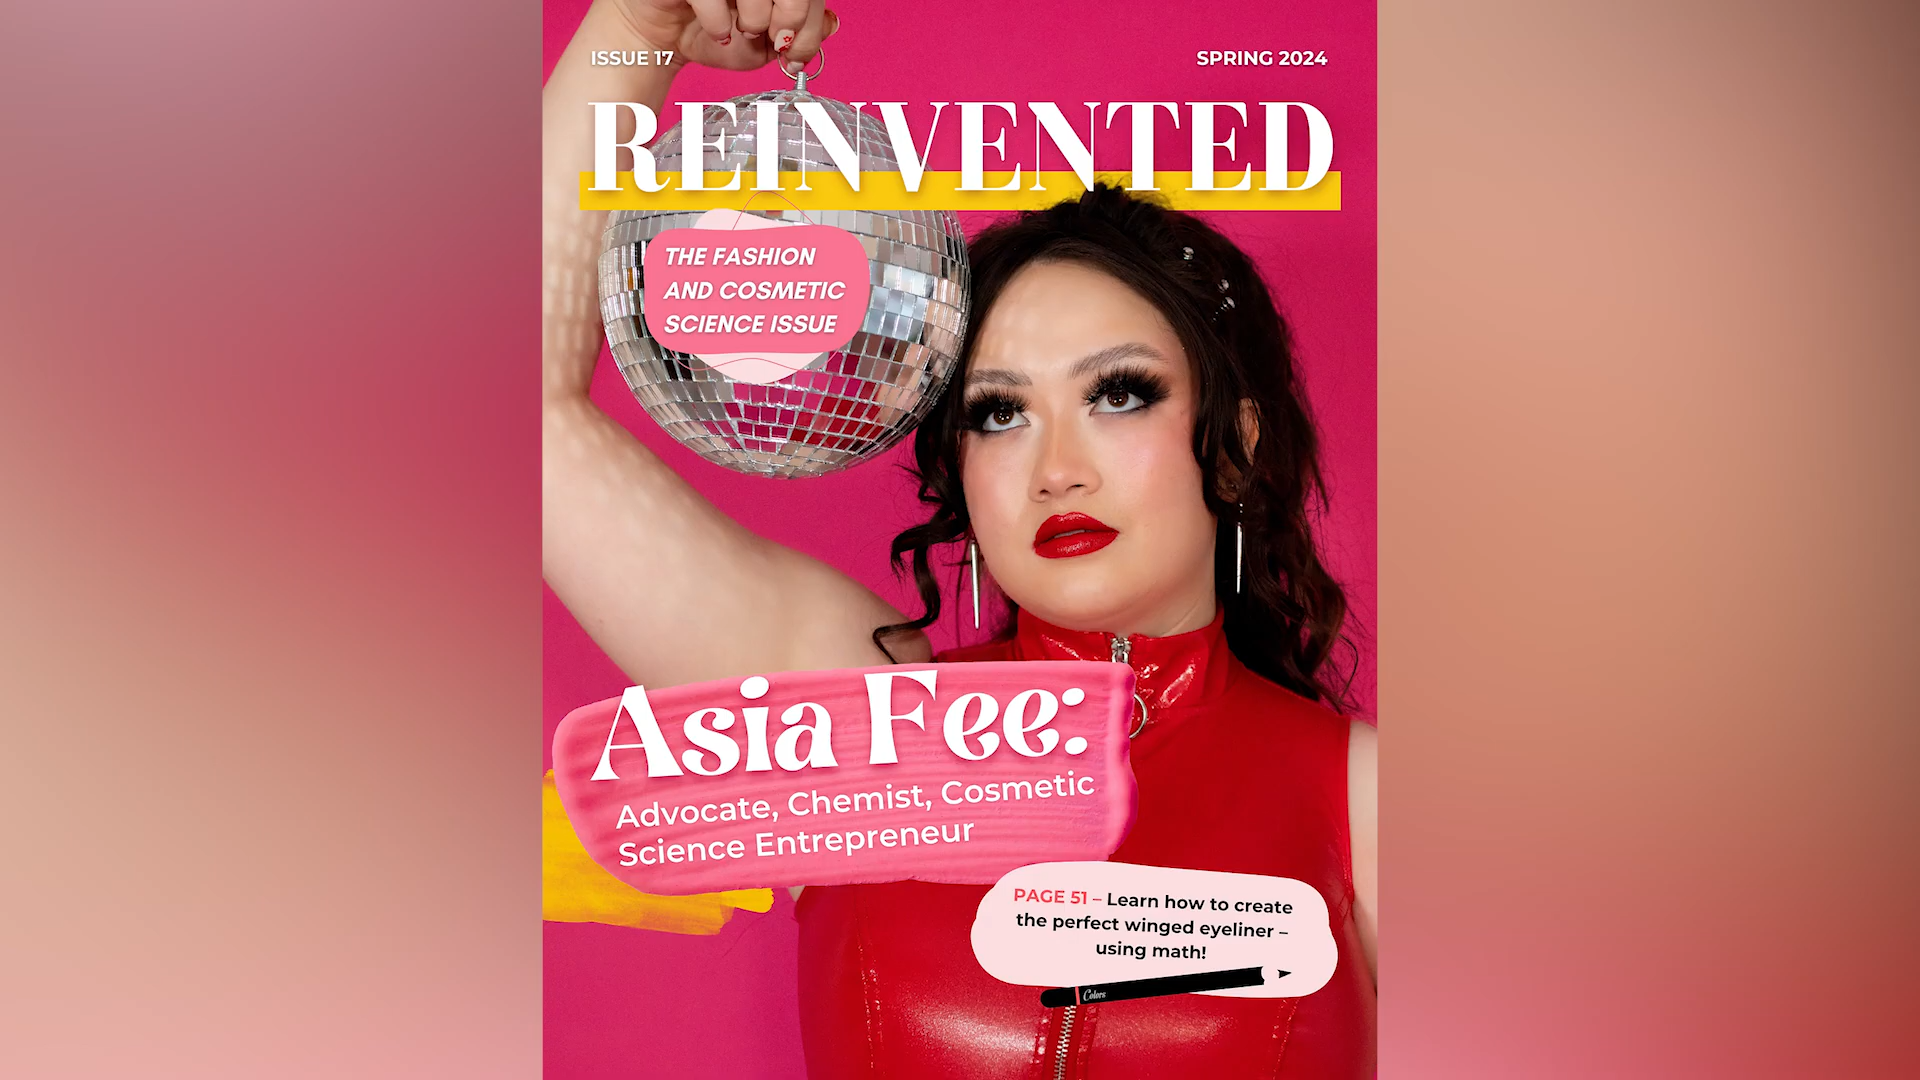 ISSUE 17
SPRING 2024
REINVENTED
THE FASHION
AND COSMETIC
SCIENCE ISSUE
Asia Fee:
Advocate, Chemist, Cosmetic
Science Entrepreneur
PAGE 51 – Learn how to create
the perfect winged eyeliner –
using math!
Colors